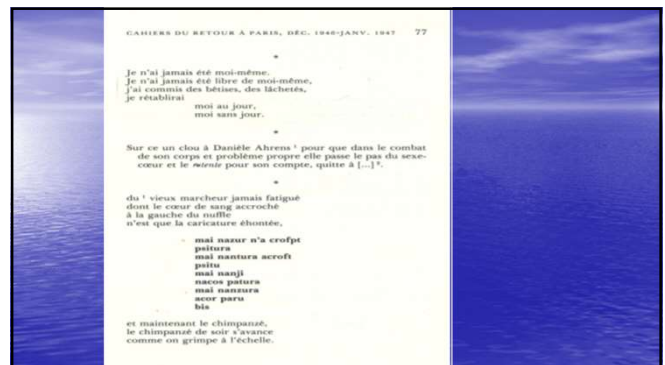 CAHIERS DU RETOUR À PARIS, DÉC. 1946-JANV. 1947 77
*
Je n'ai jamais été moi-même.
Je n'ai jamais été libre de moi-même,
j'ai commis des bêtises, des lâchetés,
je rétablirai
moi au jour,
moi sans jour.
*
Sur ce un clou à Danièle Ahrens ¹ pour que dans le combat
de son corps et problème propre elle passe le pas du sexe-
cœur et le retente pour son compte, quitte à [...] ².
*
du ¹ vieux marcheur jamais fatigué
dont le cœur de sang accroché
à la gauche du nuffle
n'est que la caricature éhontée,
mai nazur n'a crofpt
psitura
mai nantura acroft
psitu
mai nanji
nacos patura
mai nanzura
acor paru
bis
et maintenant le chimpanzé,
le chimpanzé de soir s'avance
comme on grimpe à l'échelle.